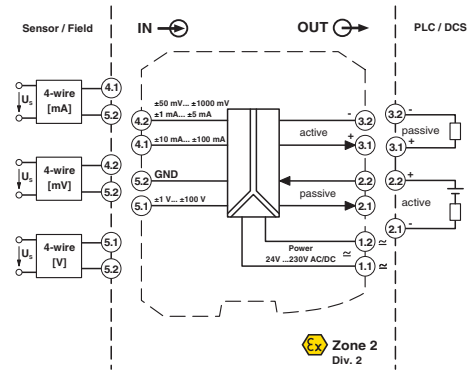 Sensor / Field
IN
OUT
PLC / DCS
4-wire
[mA]
Us
4.1
5.2
4-wire
[mV]
Us
4.2
5.2
4-wire
[V]
Us
5.1
5.2
±50 mV... ±1000 mV
4.2
±1 mA... ±5 mA
4.1
±10 mA... ±100 mA
5.2
GND
5.1
±1 V... ±100 V
-
3.2
active
+
3.1
2.2
passive
2.1
Power
24V ...230V AC/DC
1.2
≂
1.1
≂
3.2
-
passive
3.1
+
2.2
+
active
2.1
-
Ex
Zone 2
Div. 2